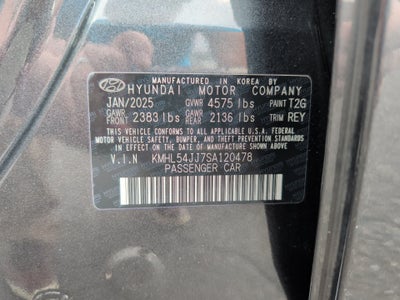 MANUFACTURED IN KOREA BY
HYUNDAI MOTOR COMPANY
JAN/2025 GVWR 4575 lbs PAINT T2G
GAWR FRONT 2383 lbs GAWR REAR 2136 lbs TRIM REY
THIS VEHICLE CONFORMS TO ALL APPLICABLE U.S.A. FEDERAL
MOTOR VEHICLE SAFETY, BUMPER, AND THEFT PREVENTION
STANDARDS IN EFFECT ON THE DATE OF MANUFACTURE SHOWN ABOVE.
V.I.N KMHL54JJ7SA120478
PASSENGER CAR